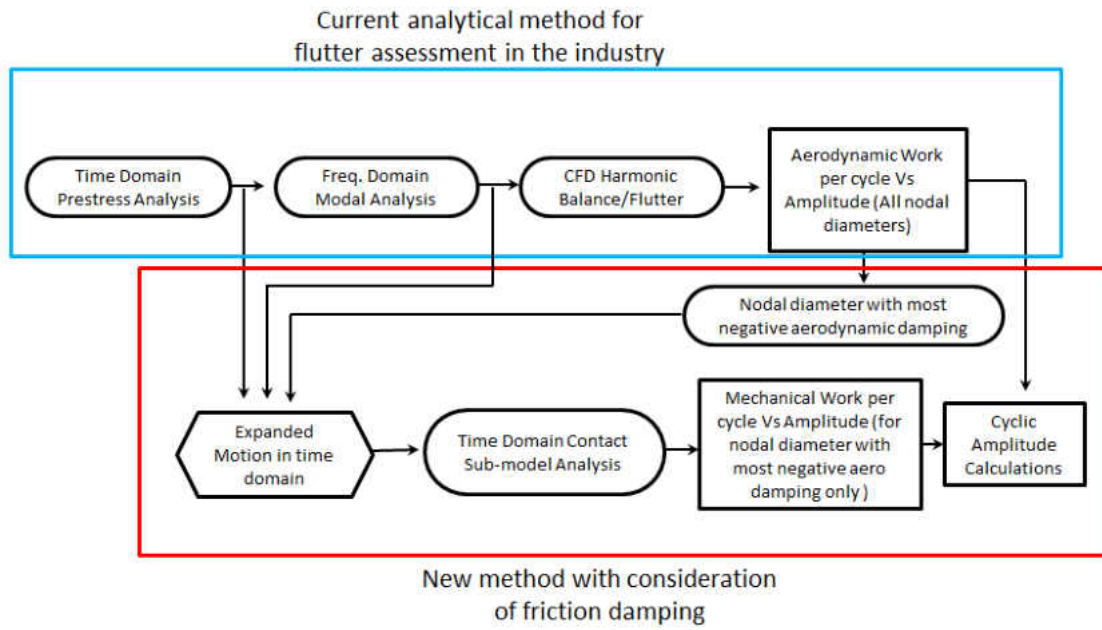 Current analytical method for
flutter assessment in the industry
Time Domain
Prestress Analysis
Freq. Domain
Modal Analysis
CFD Harmonic
Balance/Flutter
Aerodynamic Work
per cycle Vs
Amplitude (All nodal
diameters)
Nodal diameter with most
negative aerodynamic damping
Expanded
Motion in time
domain
Time Domain Contact
Sub-model Analysis
Mechanical Work per
cycle Vs Amplitude (for
nodal diameter with
most negative aero
damping only )
Cyclic
Amplitude
Calculations
New method with consideration
of friction damping